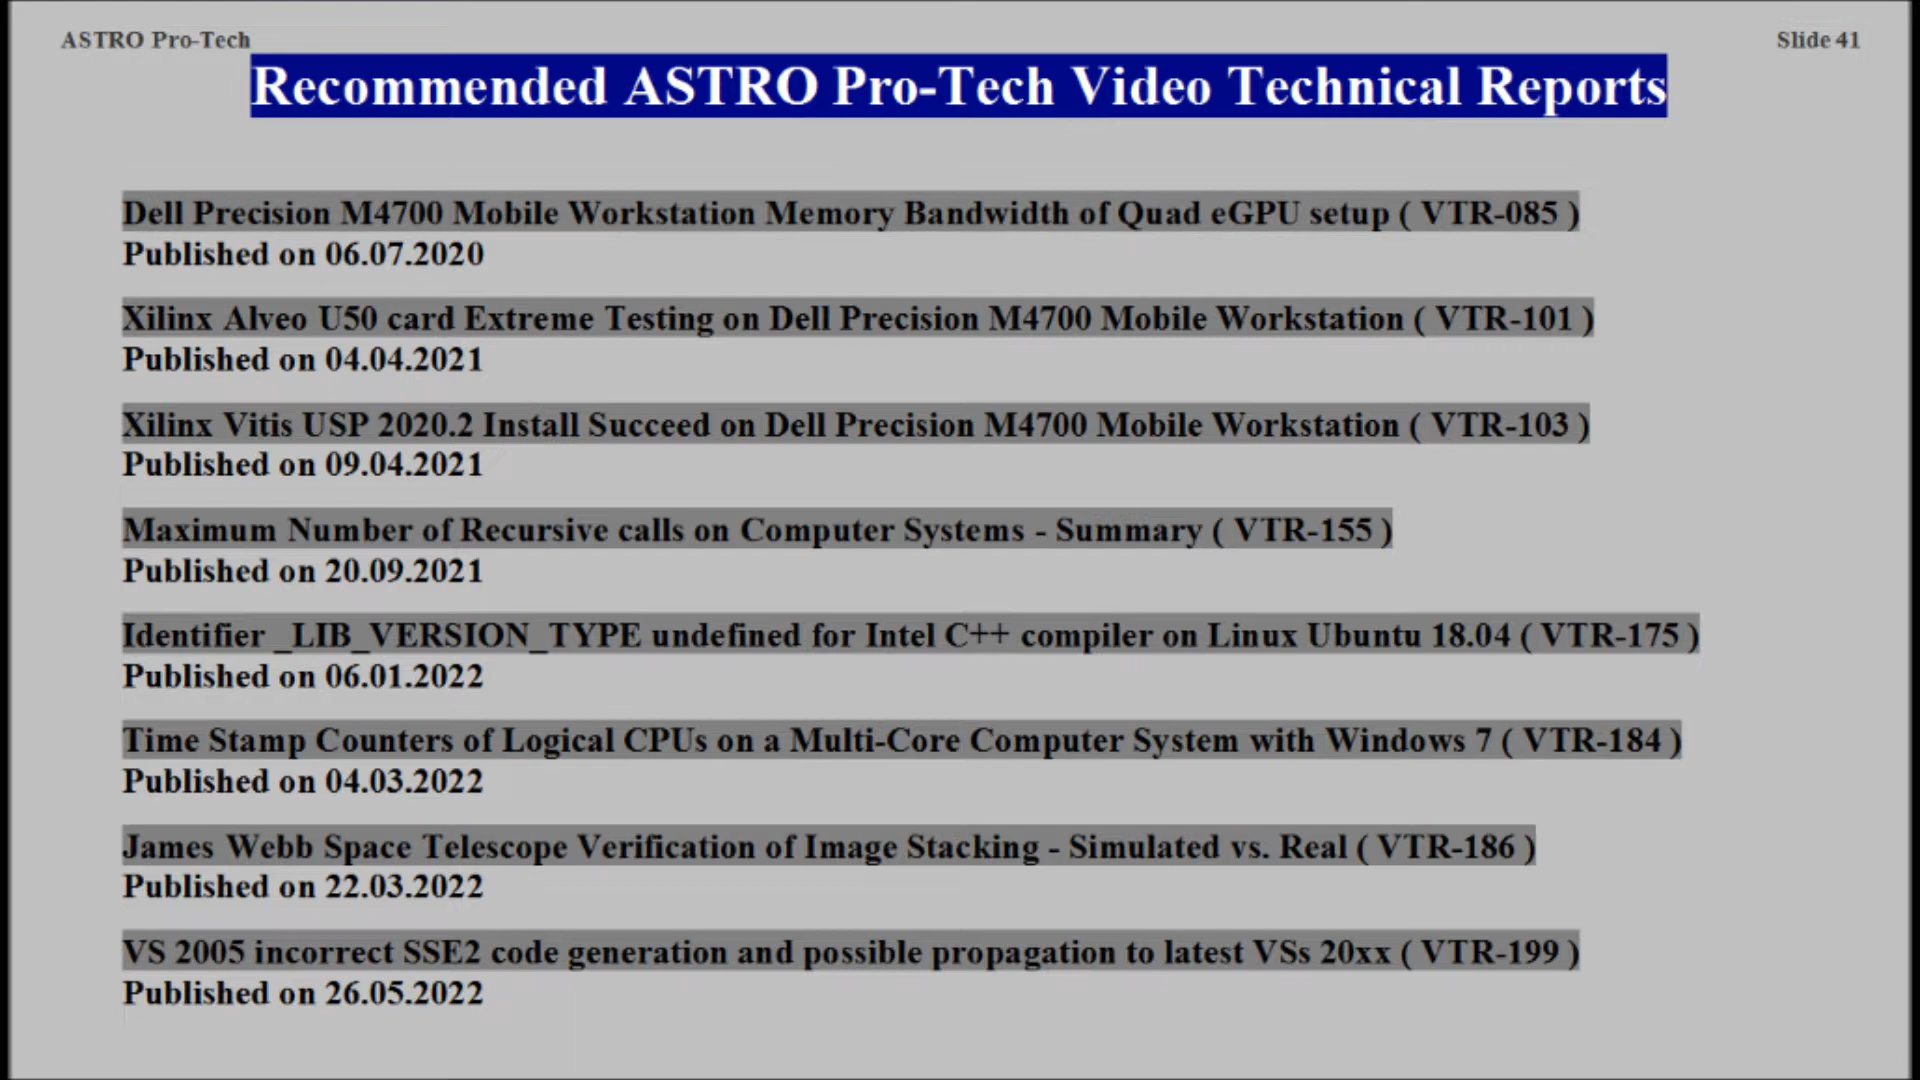 ASTRO Pro-Tech
Slide 41
Recommended ASTRO Pro-Tech Video Technical Reports
Dell Precision M4700 Mobile Workstation Memory Bandwidth of Quad eGPU setup ( VTR-085 )
Published on 06.07.2020
Xilinx Alveo U50 card Extreme Testing on Dell Precision M4700 Mobile Workstation ( VTR-101 )
Published on 04.04.2021
Xilinx Vitis USP 2020.2 Install Succeed on Dell Precision M4700 Mobile Workstation ( VTR-103 )
Published on 09.04.2021
Maximum Number of Recursive calls on Computer Systems - Summary ( VTR-155 )
Published on 20.09.2021
Identifier _LIB_VERSION_TYPE undefined for Intel C++ compiler on Linux Ubuntu 18.04 ( VTR-175 )
Published on 06.01.2022
Time Stamp Counters of Logical CPUs on a Multi-Core Computer System with Windows 7 ( VTR-184 )
Published on 04.03.2022
James Webb Space Telescope Verification of Image Stacking - Simulated vs. Real ( VTR-186 )
Published on 22.03.2022
VS 2005 incorrect SSE2 code generation and possible propagation to latest VSs 20xx ( VTR-199 )
Published on 26.05.2022